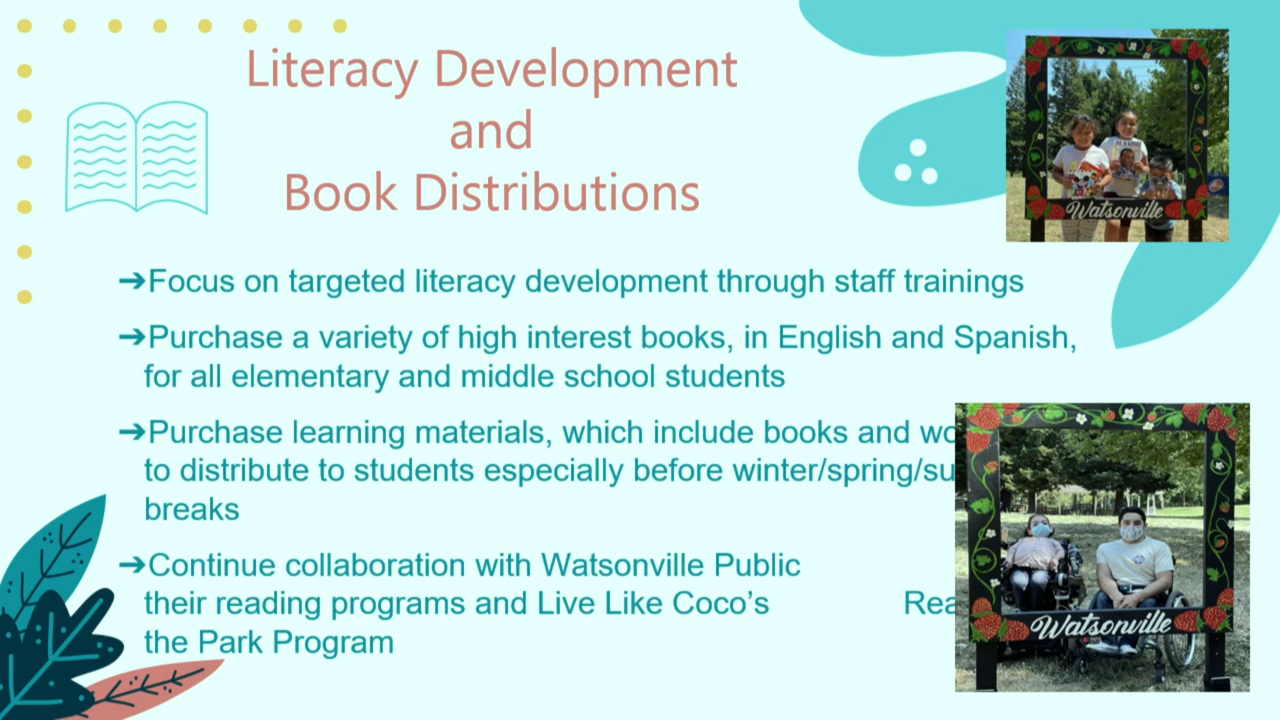 Literacy Development
and
Book Distributions
Watsonville
➔Focus on targeted literacy development through staff trainings
➔Purchase a variety of high interest books, in English and Spanish,
for all elementary and middle school students
➔Purchase learning materials, which include books and
to distribute to students especially before winter/spring/
breaks
➔Continue collaboration with Watsonville Public
their reading programs and Live Like Coco’s
the Park Program
Watsonville